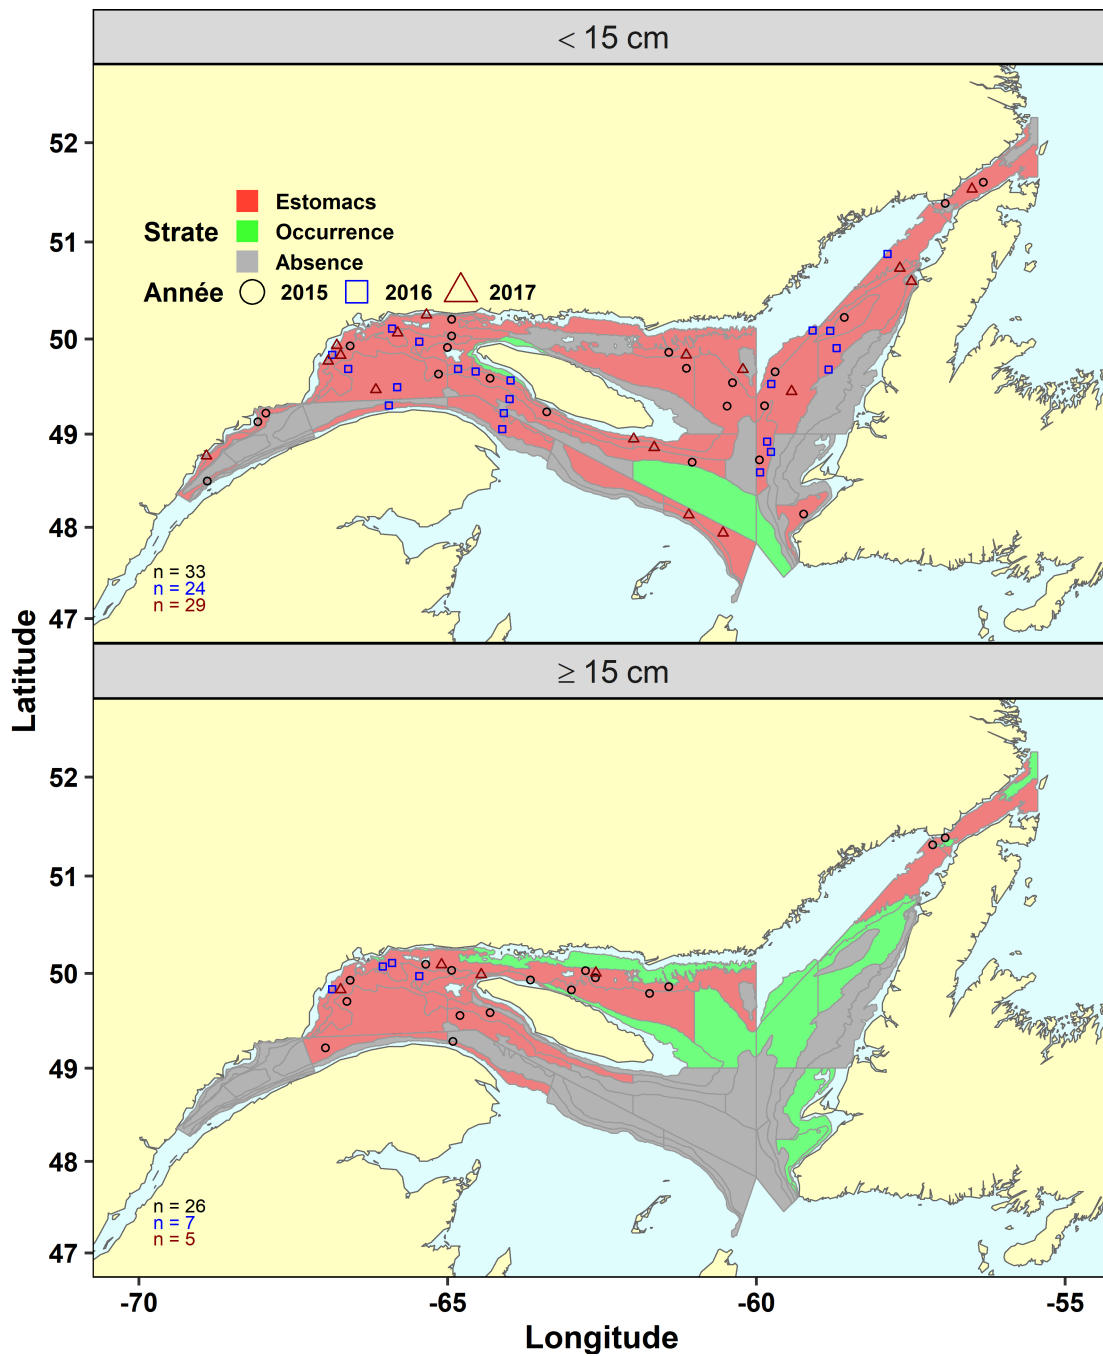 < 15 cm
52
51
50
49
48
47
Strate
Estomacs
Occurrence
Absence
Année 2015 2016 2017
n = 33
n = 24
n = 29
Latitude
≥ 15 cm
52
51
50
49
48
47
n = 26
n = 7
n = 5
-70 -65 -60 -55
Longitude